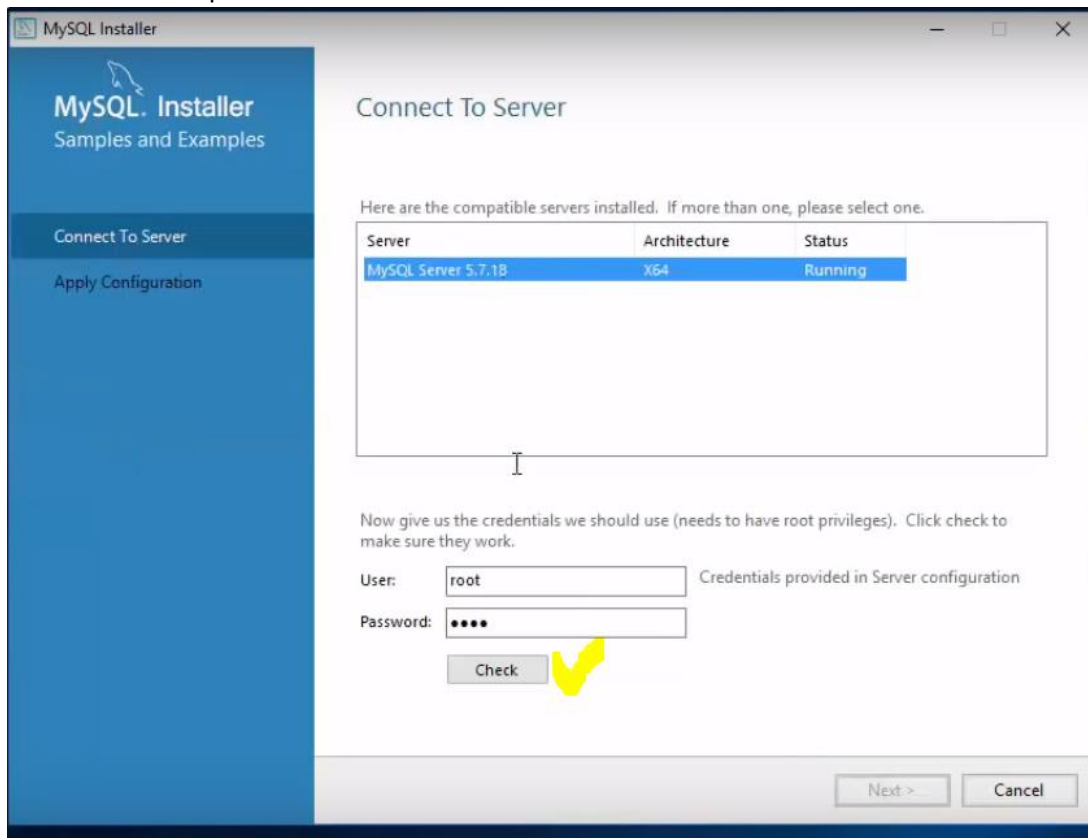 MySQL Installer
MySQL. Installer
Samples and Examples
Connect To Server
Apply Configuration
Connect To Server
Here are the compatible servers installed. If more than one, please select one.
Server Architecture Status
MySQL Server 5.7.18 X64 Running
Now give us the credentials we should use (needs to have root privileges). Click check to
make sure they work.
User: root Credentials provided in Server configuration
Password: ••••
Check
Next > Cancel